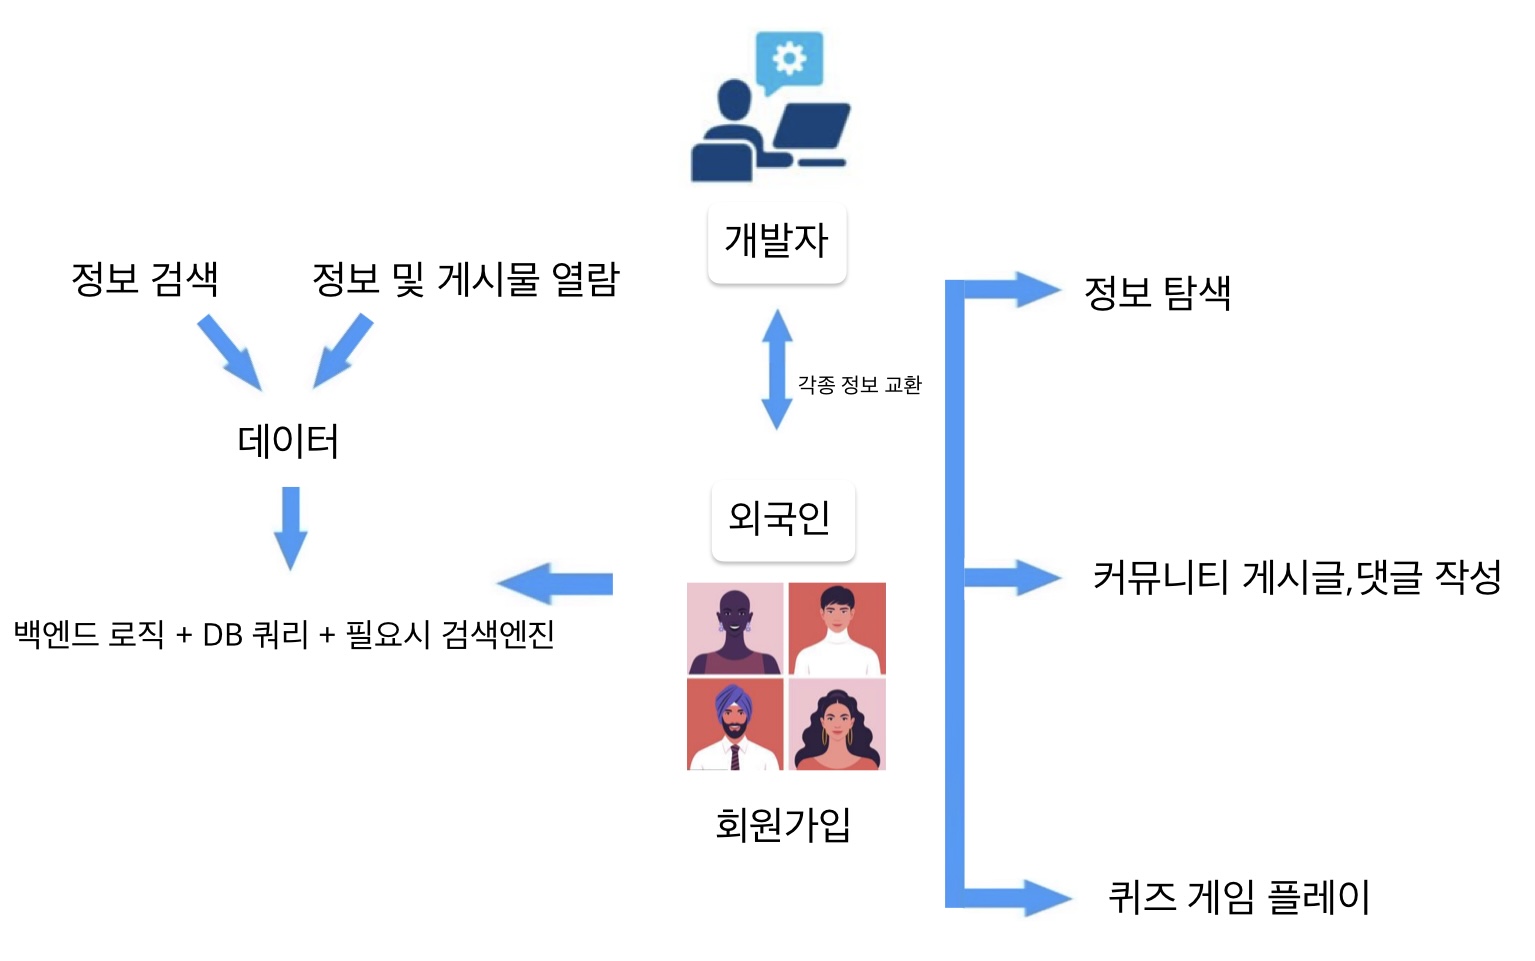 개발자
정보 검색
정보 및 게시물 열람
정보 탐색
각종 정보 교환
데이터
외국인
커뮤니티 게시글,댓글 작성
백엔드 로직 + DB 쿼리 + 필요시 검색엔진
회원가입
퀴즈 게임 플레이